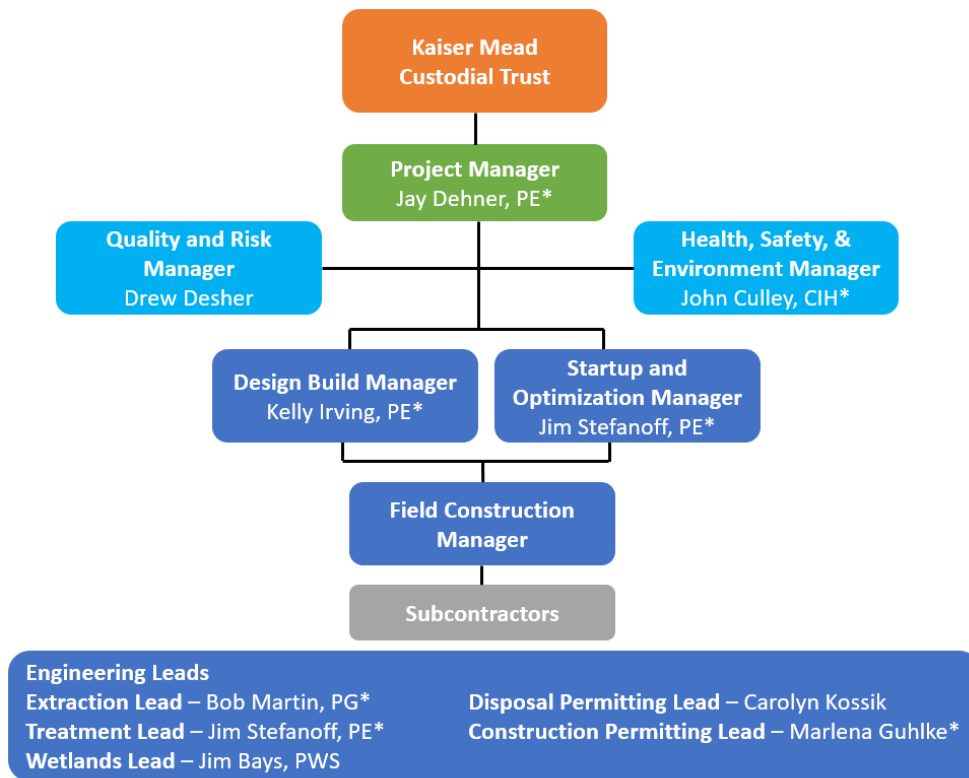 Kaiser Mead
Custodial Trust
Project Manager
Jay Dehner, PE*
Quality and Risk
Manager
Drew Desher
Health, Safety, &
Environment Manager
John Culley, CIH*
Design Build Manager
Kelly Irving, PE*
Startup and
Optimization Manager
Jim Stefanoff, PE*
Field Construction
Manager
Subcontractors
Engineering Leads
Extraction Lead – Bob Martin, PG*
Treatment Lead – Jim Stefanoff, PE*
Wetlands Lead – Jim Bays, PWS
Disposal Permitting Lead – Carolyn Kossik
Construction Permitting Lead – Marlena Guhlke*